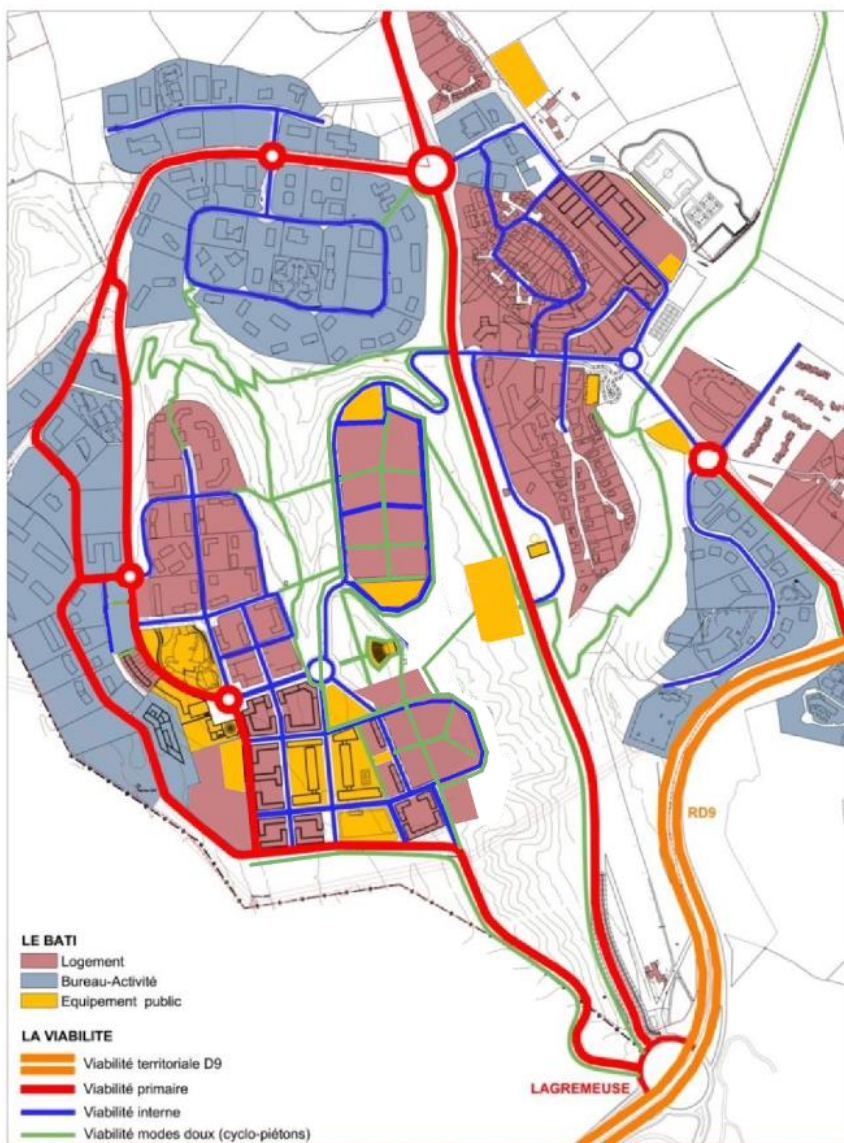 RD9
LE BATI
Logement
Bureau-Activité
Equipement public
LA VIABILITE
Viabilité territoriale D9
Viabilité primaire
Viabilité interne
Viabilité modes doux (cyclo-piétons)
LAGREMEUSE